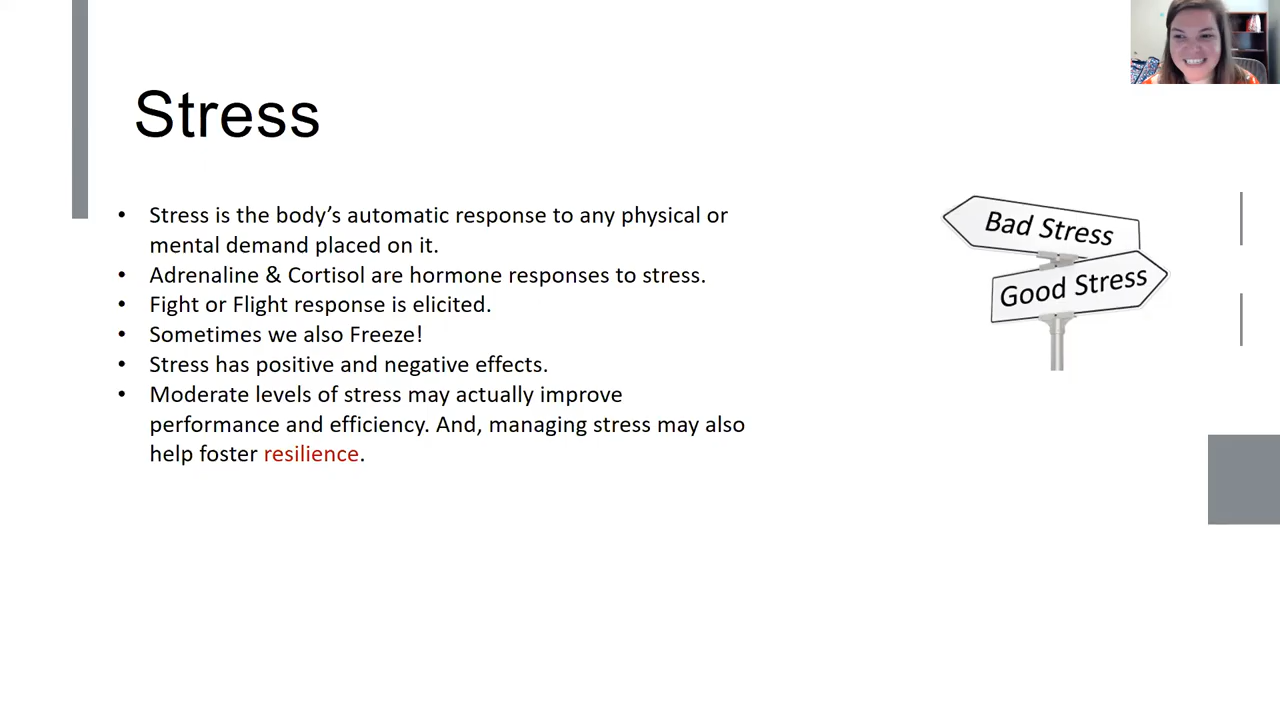 Stress
• Stress is the body’s automatic response to any physical or
mental demand placed on it.
• Adrenaline & Cortisol are hormone responses to stress.
• Fight or Flight response is elicited.
• Sometimes we also Freeze!
• Stress has positive and negative effects.
• Moderate levels of stress may actually improve
performance and efficiency. And, managing stress may also
help foster resilience.
Bad Stress
Good Stress